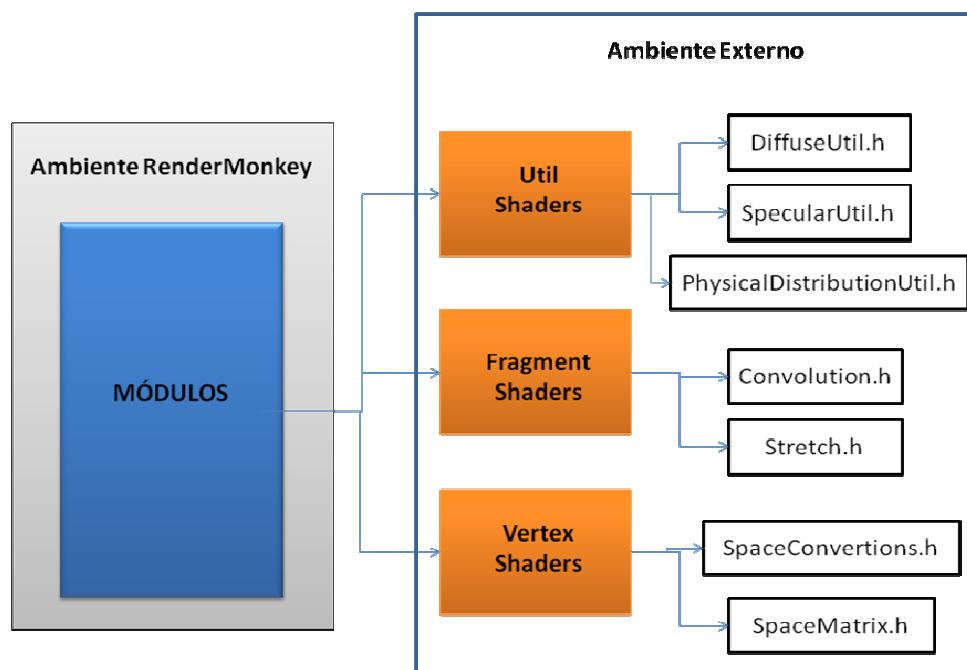 Ambiente Externo
Ambiente RenderMonkey
MÓDULOS
Util
Shaders
DiffuseUtil.h
SpecularUtil.h
PhysicalDistributionUtil.h
Fragment
Shaders
Convolution.h
Stretch.h
Vertex
Shaders
SpaceConvertions.h
SpaceMatrix.h